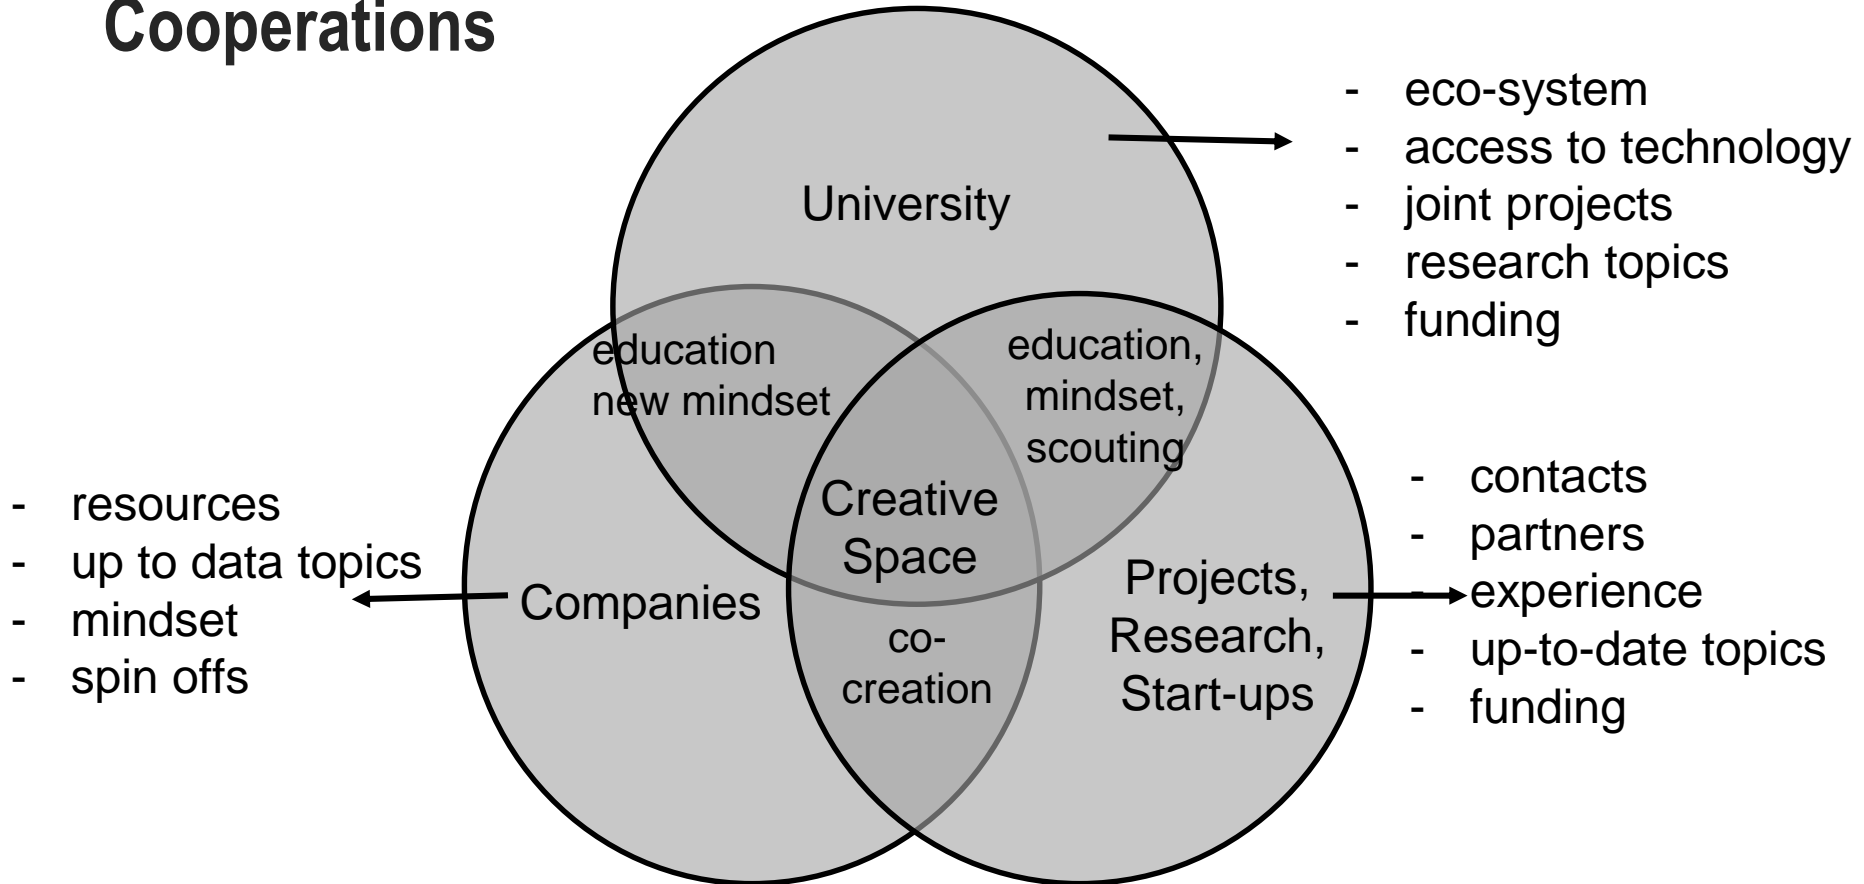 Cooperations
University
- eco-system
- access to technology
- joint projects
- research topics
- funding
education
new mindset
education,
mindset,
scouting
Creative
Space
Companies
co-
creation
Projects,
Research,
Start-ups
- resources
- up to data topics
- mindset
- spin offs
- contacts
- partners
- experience
- up-to-date topics
- funding